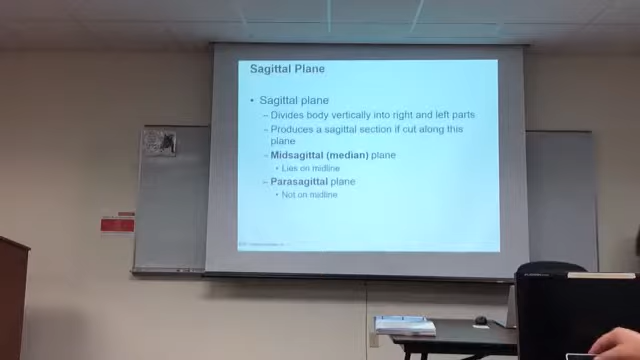 Sagittal Plane
• Sagittal plane
– Divides body vertically into right and left parts
– Produces a sagittal section if cut along this
plane
– Midsagittal (median) plane
• Lies on midline
– Parasagittal plane
• Not on midline